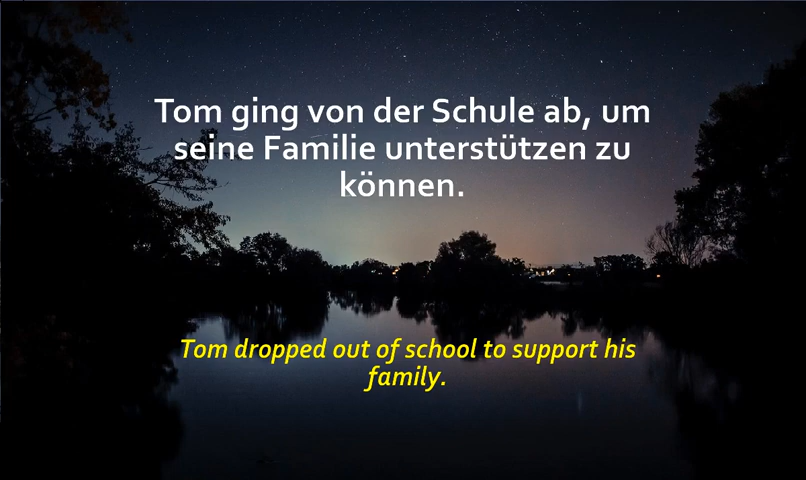 Tom ging von der Schule ab, um
seine Familie unterstützen zu
können.
Tom dropped out of school to support his
family.